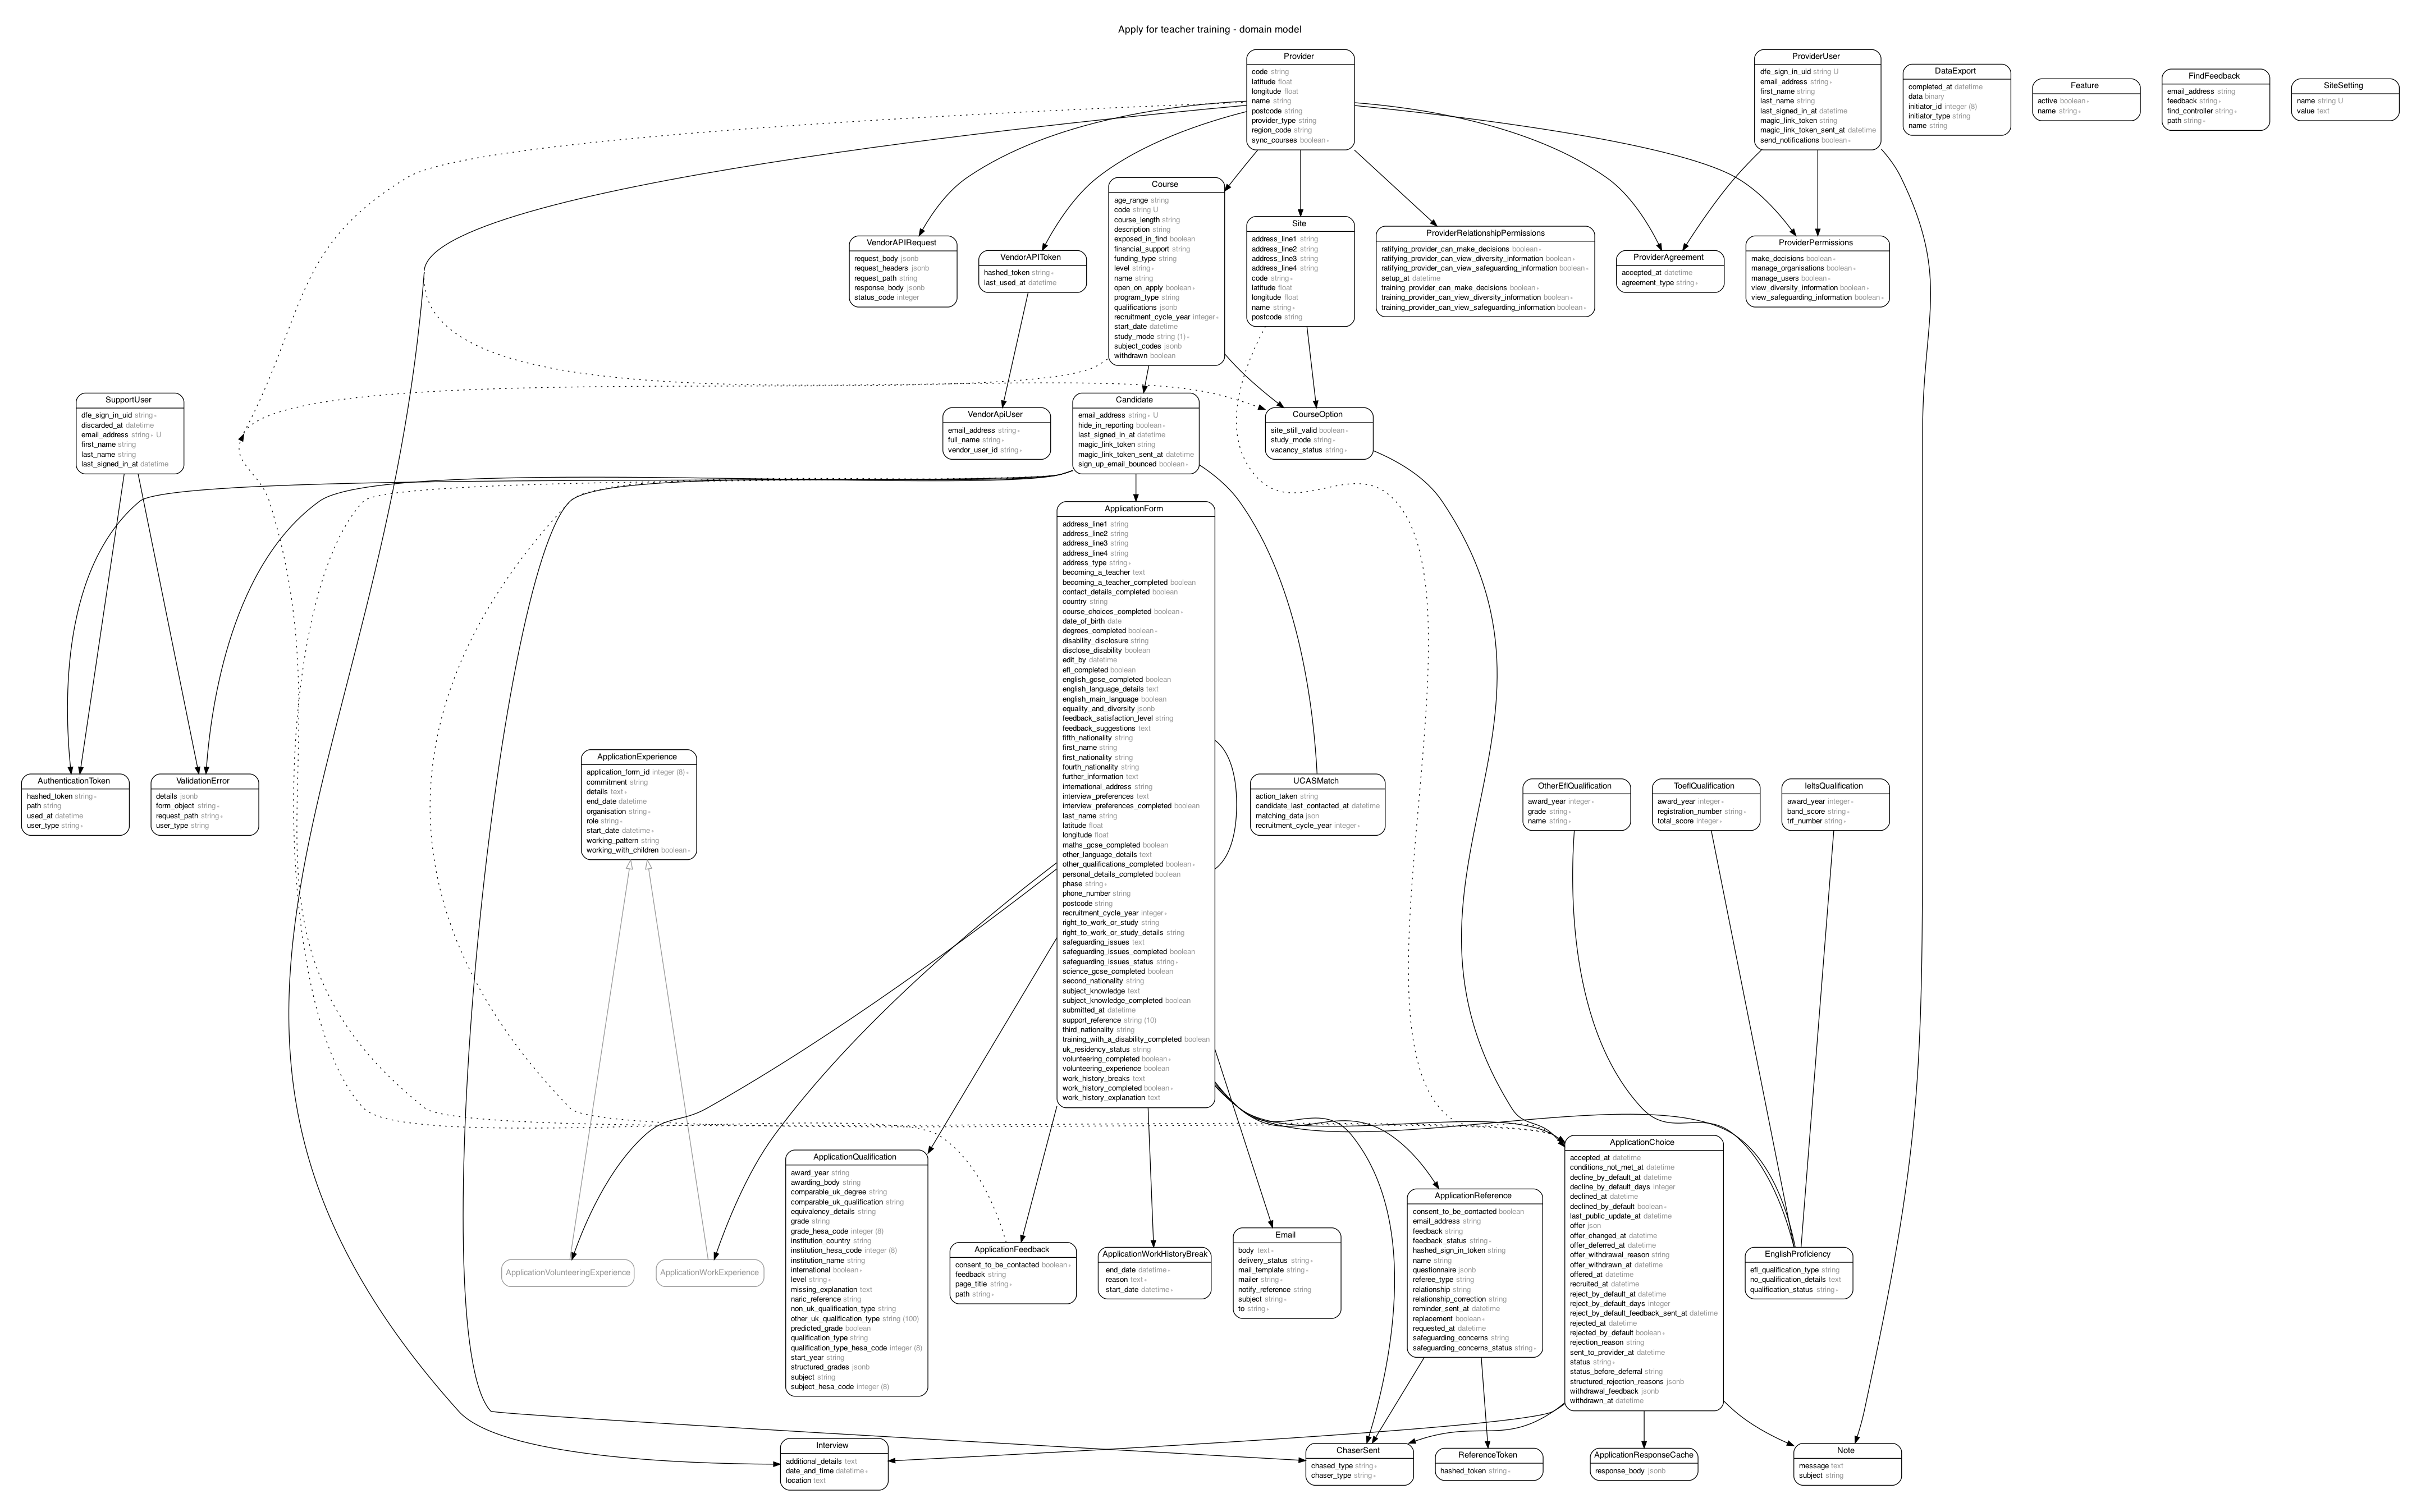 Apply for teacher training - domain model
Provider
code string
latitude float
longitude float
name string
postcode string
provider_type string
region_code string
sync_courses boolean *
ProviderUser
dfe_sign_in_uid string U
email_address string *
first_name string
last_name string
last_signed_in_at datetime
magic_link_token string
magic_link_token_sent_at datetime
send_notifications boolean *
DataExport
completed_at datetime
data binary
initiator_id integer (8)
initiator_type string
name string
Feature
active boolean *
name string *
FindFeedback
email_address string
feedback string *
find_controller string *
path string *
SiteSetting
name string U
value text
Course
age_range string
code string U
course_length string
description string
exposed_in_find boolean
financial_support string
funding_type string
level string *
name string
open_on_apply boolean *
program_type string
qualifications jsonb
recruitment_cycle_year integer *
start_date datetime
study_mode string (1) *
subject_codes jsonb
withdrawn boolean
Site
address_line1 string
address_line2 string
address_line3 string
address_line4 string
code string *
latitude float
longitude float
name string *
postcode string
ProviderRelationshipPermissions
ratifying_provider_can_make_decisions boolean *
ratifying_provider_can_view_diversity_information boolean *
ratifying_provider_can_view_safeguarding_information boolean *
setup_at datetime
training_provider_can_make_decisions boolean *
training_provider_can_view_diversity_information boolean *
training_provider_can_view_safeguarding_information boolean *
VendorAPIRequest
request_body jsonb
request_headers jsonb
request_path string
response_body jsonb
status_code integer
VendorAPIToken
hashed_token string *
last_used_at datetime
ProviderAgreement
accepted_at datetime
agreement_type string *
ProviderPermissions
make_decisions boolean *
manage_organisations boolean *
manage_users boolean *
view_diversity_information boolean *
view_safeguarding_information boolean *
SupportUser
dfe_sign_in_uid string *
discarded_at datetime
email_address string * U
first_name string
last_name string
last_signed_in_at datetime
VendorApiUser
email_address string *
full_name string *
vendor_user_id string *
Candidate
email_address string * U
hide_in_reporting boolean *
last_signed_in_at datetime
magic_link_token string
magic_link_token_sent_at datetime
sign_up_email_bounced boolean *
CourseOption
site_still_valid boolean *
study_mode string *
vacancy_status string *
ApplicationForm
address_line1 string
address_line2 string
address_line3 string
address_line4 string
address_type string *
becoming_a_teacher text
becoming_a_teacher_completed boolean
contact_details_completed boolean
country string
course_choices_completed boolean *
date_of_birth date
degrees_completed boolean *
disability_disclosure string
disclose_disability boolean
edit_by datetime
efl_completed boolean
english_gcse_completed boolean
english_language_details text
english_main_language boolean
equality_and_diversity jsonb
feedback_satisfaction_level string
feedback_suggestions text
fifth_nationality string
first_name string
first_nationality string
fourth_nationality string
further_information text
international_address string
interview_preferences text
interview_preferences_completed boolean
last_name string
latitude float
longitude float
maths_gcse_completed boolean
other_language_details text
other_qualifications_completed boolean *
personal_details_completed boolean
phase string *
phone_number string
postcode string
recruitment_cycle_year integer *
right_to_work_or_study string
right_to_work_or_study_details string
safeguarding_issues text
safeguarding_issues_completed boolean
safeguarding_issues_status string *
science_gcse_completed boolean
second_nationality string
subject_knowledge text
subject_knowledge_completed boolean
submitted_at datetime
support_reference string (10)
third_nationality string
training_with_a_disability_completed boolean
uk_residency_status string
volunteering_completed boolean *
volunteering_experience boolean
work_history_breaks text
work_history_completed boolean *
work_history_explanation text
AuthenticationToken
hashed_token string *
path string
used_at datetime
user_type string *
ValidationError
details jsonb
form_object string *
request_path string *
user_type string
ApplicationExperience
application_form_id integer (8) *
commitment string
details text *
end_date datetime
organisation string *
role string *
start_date datetime *
working_pattern string
working_with_children boolean *
UCASMatch
action_taken string
candidate_last_contacted_at datetime
matching_data json
recruitment_cycle_year integer *
OtherEflQualification
award_year integer *
grade string *
name string *
ToeflQualification
award_year integer *
registration_number string *
total_score integer *
IeltsQualification
award_year integer *
band_score string *
trf_number string *
ApplicationVolunteeringExperience
ApplicationWorkExperience
ApplicationQualification
award_year string
awarding_body string
comparable_uk_degree string
comparable_uk_qualification string
equivalency_details string
grade string
grade_hesa_code integer (8)
institution_country string
institution_hesa_code integer (8)
institution_name string
international boolean *
level string *
missing_explanation text
naric_reference string
non_uk_qualification_type string
other_uk_qualification_type string (100)
predicted_grade boolean
qualification_type string
qualification_type_hesa_code integer (8)
start_year string
structured_grades jsonb
subject string
subject_hesa_code integer (8)
ApplicationFeedback
consent_to_be_contacted boolean *
feedback string
page_title string *
path string *
ApplicationWorkHistoryBreak
end_date datetime *
reason text *
start_date datetime *
Email
body text *
delivery_status string *
mail_template string *
mailer string *
notify_reference string
subject string *
to string *
ApplicationReference
consent_to_be_contacted boolean
email_address string
feedback string
feedback_status string *
hashed_sign_in_token string
name string
questionnaire jsonb
referee_type string
relationship string
relationship_correction string
reminder_sent_at datetime
replacement boolean *
requested_at datetime
safeguarding_concerns string
safeguarding_concerns_status string *
ApplicationChoice
accepted_at datetime
conditions_not_met_at datetime
decline_by_default_at datetime
decline_by_default_days integer
declined_at datetime
declined_by_default boolean *
last_public_update_at datetime
offer json
offer_changed_at datetime
offer_deferred_at datetime
offer_withdrawal_reason string
offer_withdrawn_at datetime
offered_at datetime
recruited_at datetime
reject_by_default_at datetime
reject_by_default_days integer
reject_by_default_feedback_sent_at datetime
rejected_at datetime
rejected_by_default boolean *
rejection_reason string
sent_to_provider_at datetime
status string *
status_before_deferral string
structured_rejection_reasons jsonb
withdrawal_feedback jsonb
withdrawn_at datetime
EnglishProficiency
efl_qualification_type string
no_qualification_details text
qualification_status string *
Interview
additional_details text
date_and_time datetime *
location text
ChaserSent
chased_type string *
chaser_type string *
ReferenceToken
hashed_token string *
ApplicationResponseCache
response_body jsonb
Note
message text
subject string